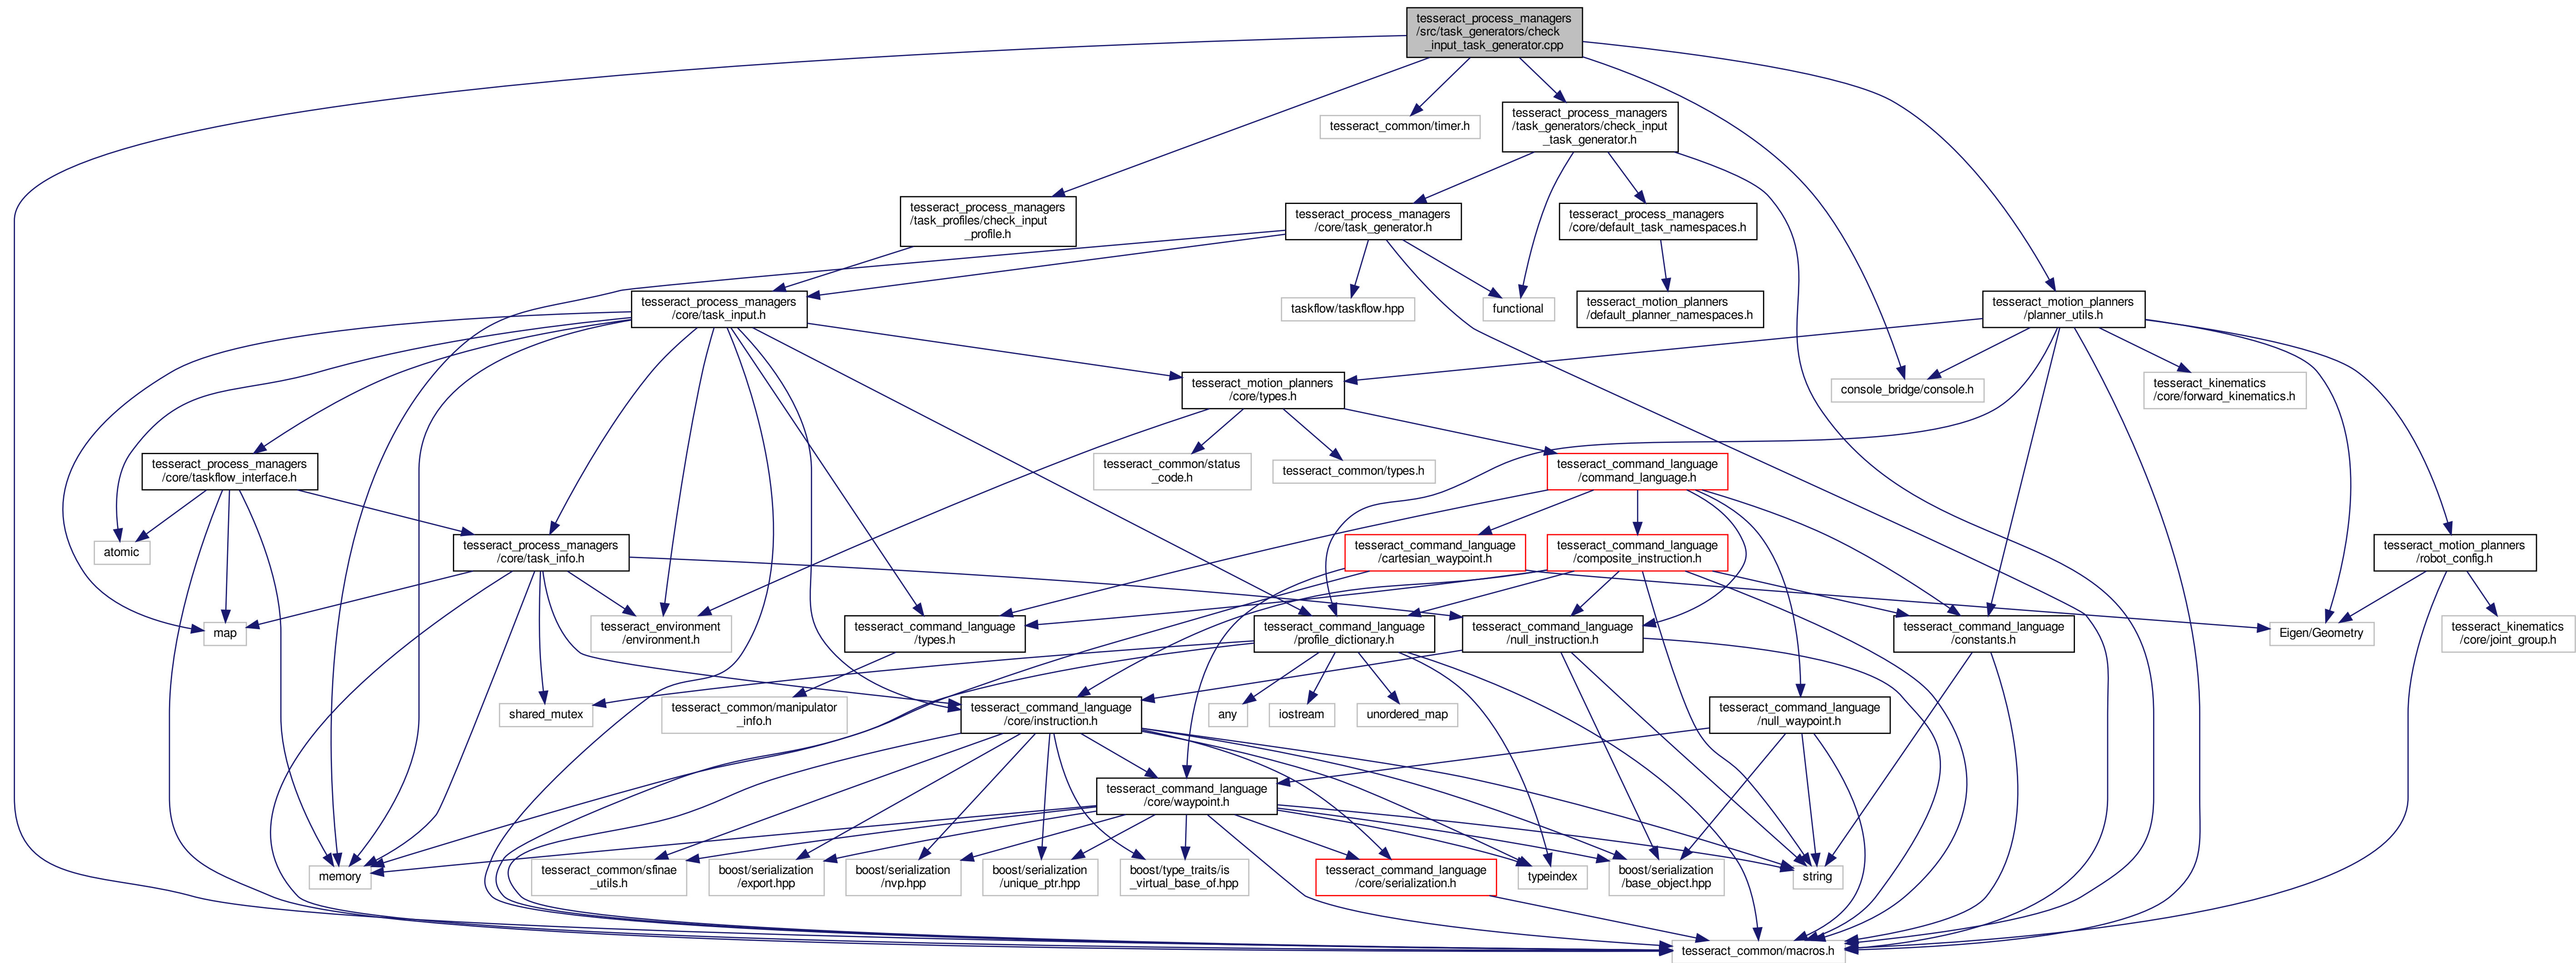 tesseract_process_managers
/src/task_generators/check
_input_task_generator.cpp
tesseract_common/timer.h
tesseract_process_managers
/task_generators/check_input
_task_generator.h
tesseract_process_managers
/task_profiles/check_input
_profile.h
tesseract_process_managers
/core/task_generator.h
tesseract_process_managers
/core/default_task_namespaces.h
tesseract_process_managers
/core/task_input.h
taskflow/taskflow.hpp
functional
tesseract_motion_planners
/default_planner_namespaces.h
tesseract_motion_planners
/planner_utils.h
tesseract_motion_planners
/core/types.h
console_bridge/console.h
tesseract_kinematics
/core/forward_kinematics.h
tesseract_process_managers
/core/taskflow_interface.h
tesseract_common/status
_code.h
tesseract_common/types.h
tesseract_command_language
/command_language.h
atomic
tesseract_process_managers
/core/task_info.h
tesseract_command_language
/cartesian_waypoint.h
tesseract_command_language
/composite_instruction.h
tesseract_motion_planners
/robot_config.h
map
tesseract_environment
/environment.h
tesseract_command_language
/types.h
tesseract_command_language
/profile_dictionary.h
tesseract_command_language
/null_instruction.h
tesseract_command_language
/constants.h
Eigen/Geometry
tesseract_kinematics
/core/joint_group.h
shared_mutex
tesseract_common/manipulator
_info.h
tesseract_command_language
/core/instruction.h
any
iostream
unordered_map
tesseract_command_language
/null_waypoint.h
tesseract_command_language
/core/waypoint.h
memory
tesseract_common/sfinae
_utils.h
boost/serialization
/export.hpp
boost/serialization
/nvp.hpp
boost/serialization
/unique_ptr.hpp
boost/type_traits/is
_virtual_base_of.hpp
tesseract_command_language
/core/serialization.h
typeindex
boost/serialization
/base_object.hpp
string
tesseract_common/macros.h